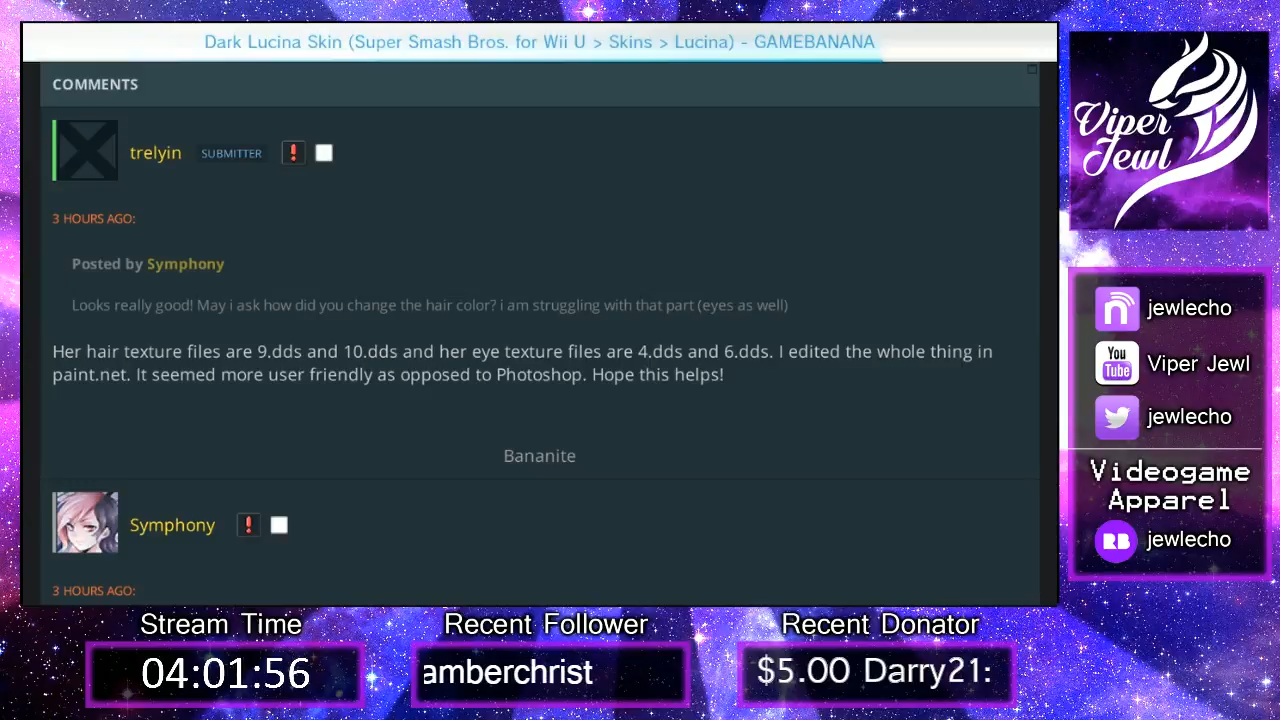 Dark Lucina Skin (Super Smash Bros. for Wii U > Skins > Lucina) - GAMEBANANA
COMMENTS
trelyin SUBMITTER
3 HOURS AGO:
Posted by Symphony
Looks really good! May i ask how did you change the hair color? i am struggling with that part (eyes as well)
Her hair texture files are 9.dds and 10.dds and her eye texture files are 4.dds and 6.dds. I edited the whole thing in
paint.net. It seemed more user friendly as opposed to Photoshop. Hope this helps!
Bananite
Symphony
3 HOURS AGO:
Viper
Jewl
jewlecho
You
Tube
Viper Jewl
jewlecho
Videogame
Apparel
RB
jewlecho
Stream Time
04:01:56
Recent Follower
amberchrist
Recent Donator
$5.00 Darry21: